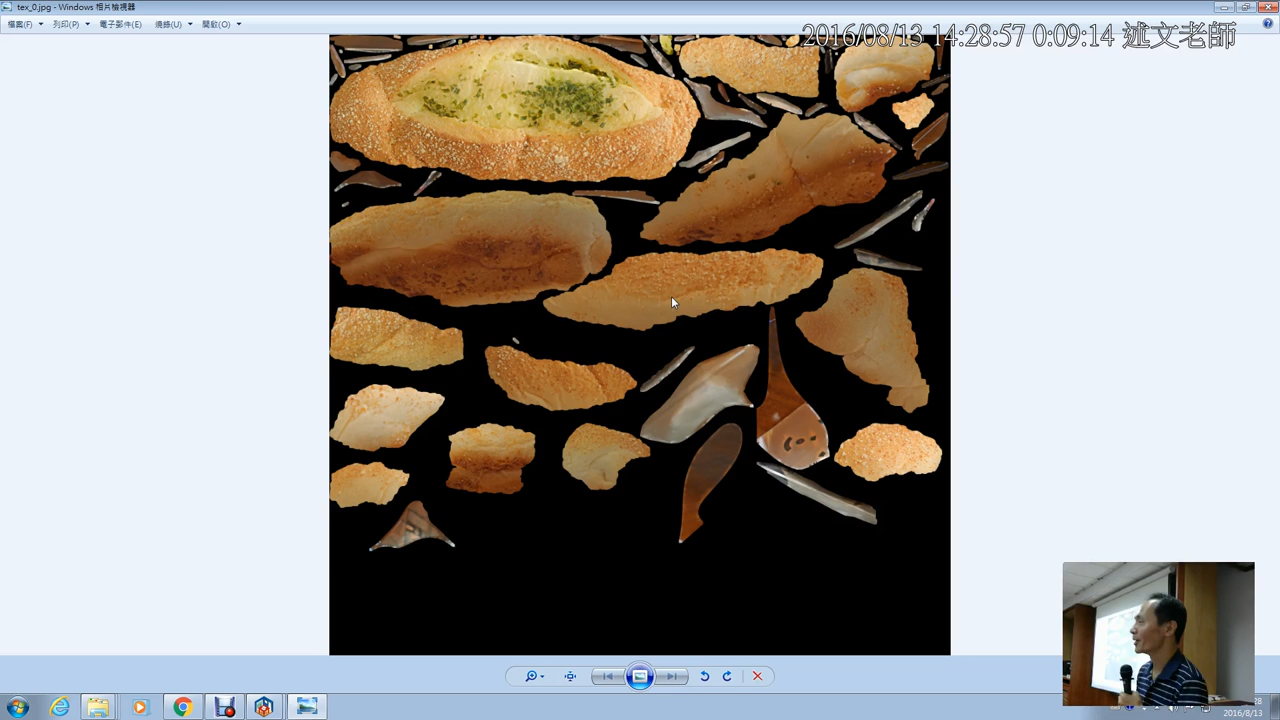 tex_0.jpg - Windows 相片檢視器
檔案(F) 列印(P) 電子郵件(E) 燒錄(U) 開啟(O)
2016/08/13 14:28:57 0:09:14 述文老師
2016/8/13